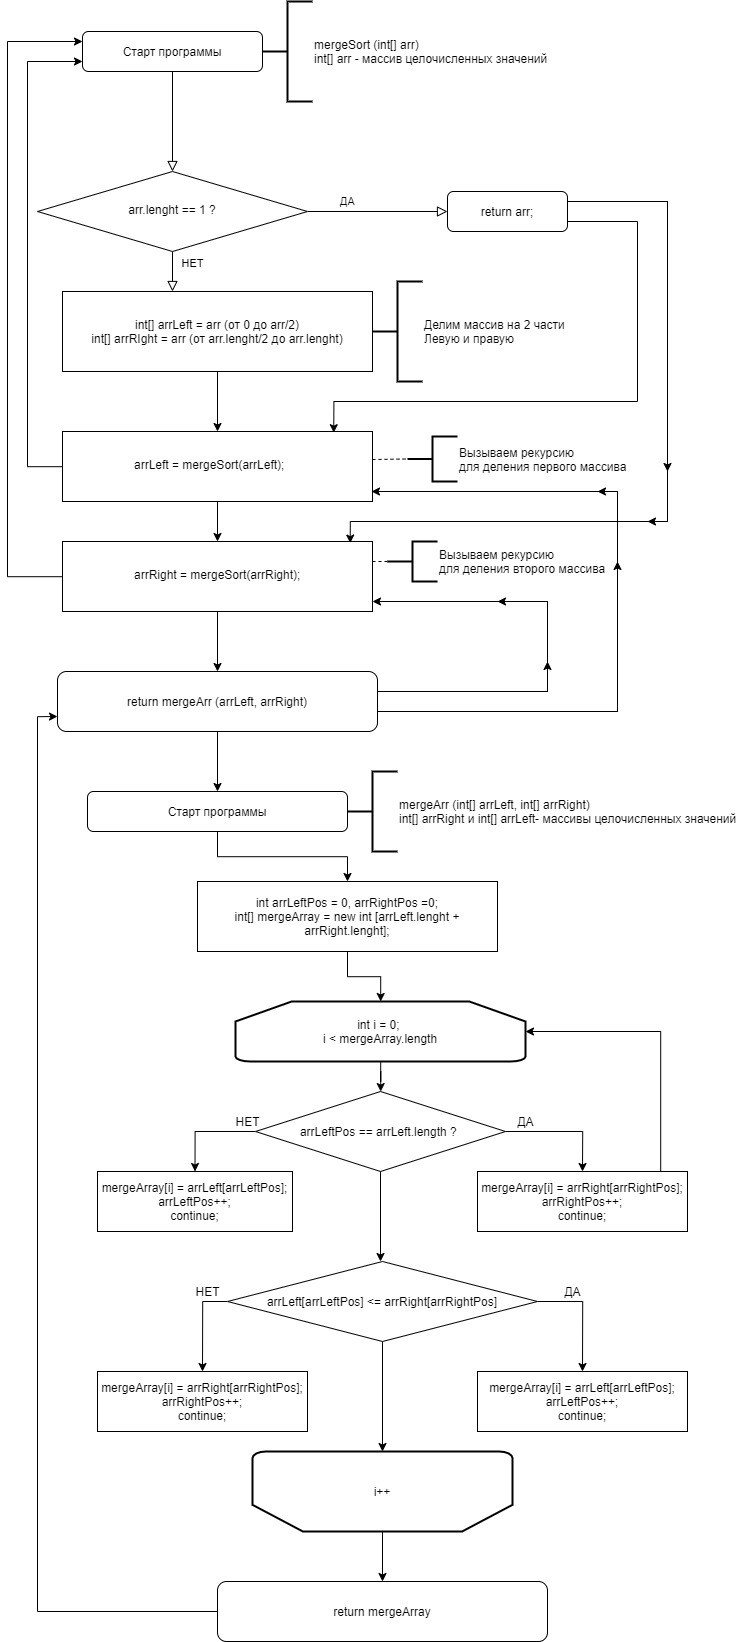 Старт программы
mergeSort (int[] arr)
int[] arr - массив целочисленных значений
arr.lenght == 1 ?
ДА
return arr;
НЕТ
int[] arrLeft = arr (от 0 до arr/2)
int[] arrRIght = arr (от arr.lenght/2 до arr.lenght)
Делим массив на 2 части
Левую и правую
arrLeft = mergeSort(arrLeft);
Вызываем рекурсию
для деления первого массива
arrRight = mergeSort(arrRight);
Вызываем рекурсию
для деления второго массива
return mergeArr (arrLeft, arrRight)
Старт программы
mergeArr (int[] arrLeft, int[] arrRight)
int[] arrRight и int[] arrLeft- массивы целочисленных значений
int arrLeftPos = 0, arrRightPos =0;
int[] mergeArray = new int [arrLeft.lenght +
arrRight.lenght];
int i = 0;
i < mergeArray.length
НЕТ
arrLeftPos == arrLeft.length ?
ДА
mergeArray[i] = arrLeft[arrLeftPos];
arrLeftPos++;
continue;
mergeArray[i] = arrRight[arrRightPos];
arrRightPos++;
continue;
НЕТ
arrLeft[arrLeftPos] <= arrRight[arrRightPos]
ДА
mergeArray[i] = arrRight[arrRightPos];
arrRightPos++;
continue;
mergeArray[i] = arrLeft[arrLeftPos];
arrLeftPos++;
continue;
i++
return mergeArray